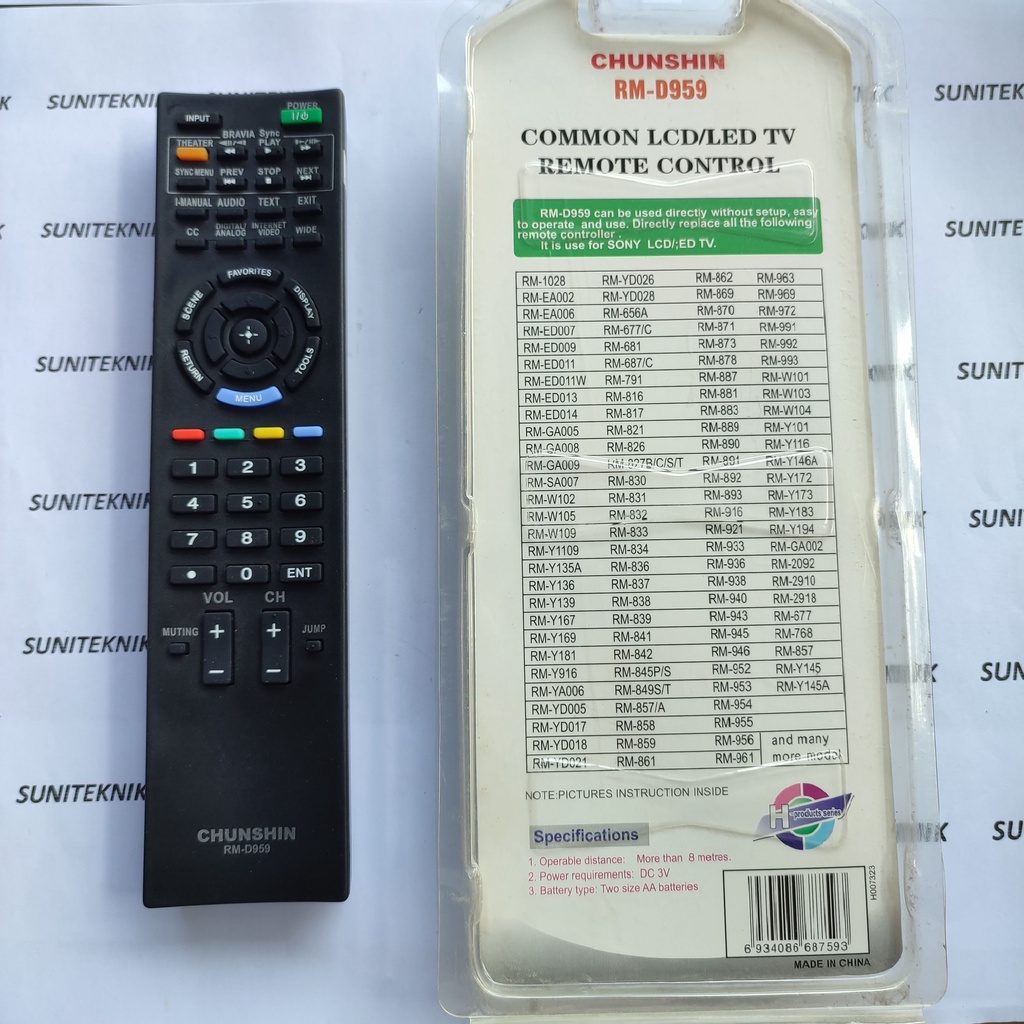 SUNITEKNIK
SUNITEKNIK
SUNITEKNIK
SUNITEKNIK
SUNITEKNIK
SUNITEKNIK
INPUT
POWER
I/
BRAVIA Sync
THEATER
PLAY
SYNC MENU PREV STOP NEXT
I-MANUAL AUDIO TEXT EXIT
CC DIGITAL/ANALOG INTERNET VIDEO WIDE
FAVORITES
SCENE
DISPLAY
RETURN
TOOLS
MENU
1 2 3
4 5 6
7 8 9
• 0 ENT
VOL CH
MUTING + + JUMP
− −
CHUNSHIN
RM-D959
CHUNSHIN
RM-D959
COMMON LCD/LED TV
REMOTE CONTROL
RM-D959 can be used directly without setup, easy
to operate and use. Directly replace all the following
remote controller .
It is use for SONY LCD/;ED TV.
RM-1028 RM-YD026 RM-862 RM-963
RM-EA002 RM-YD028 RM-869 RM-969
RM-EA006 RM-656A RM-870 RM-972
RM-ED007 RM-677/C RM-871 RM-991
RM-ED009 RM-681 RM-873 RM-992
RM-ED011 RM-687/C RM-878 RM-993
RM-ED011W RM-791 RM-887 RM-W101
RM-ED013 RM-816 RM-881 RM-W103
RM-ED014 RM-817 RM-883 RM-W104
RM-GA005 RM-821 RM-889 RM-Y101
RM-GA008 RM-826 RM-890 RM-Y116
RM-GA009 RM-827B/C/S/T RM-891 RM-Y146A
RM-SA007 RM-830 RM-892 RM-Y172
RM-W102 RM-831 RM-893 RM-Y173
RM-W105 RM-832 RM-916 RM-Y183
RM-W109 RM-833 RM-921 RM-Y194
RM-Y1109 RM-834 RM-933 RM-GA002
RM-Y135A RM-836 RM-936 RM-2092
RM-Y136 RM-837 RM-938 RM-2910
RM-Y139 RM-838 RM-940 RM-2918
RM-Y167 RM-839 RM-943 RM-677
RM-Y169 RM-841 RM-945 RM-768
RM-Y181 RM-842 RM-946 RM-857
RM-Y916 RM-845P/S RM-952 RM-Y145
RM-YA006 RM-849S/T RM-953 RM-Y145A
RM-YD005 RM-857/A RM-954
RM-YD017 RM-858 RM-955
RM-YD018 RM-859 RM-956 and many
RM-YD021 RM-861 RM-961 more model
NOTE:PICTURES INSTRUCTION INSIDE
H-products series
Specifications
1. Operable distance: More than 8 metres.
2. Power requirements: DC 3V
3. Battery type: Two size AA batteries
H007323
6 934086 687593
MADE IN CHINA